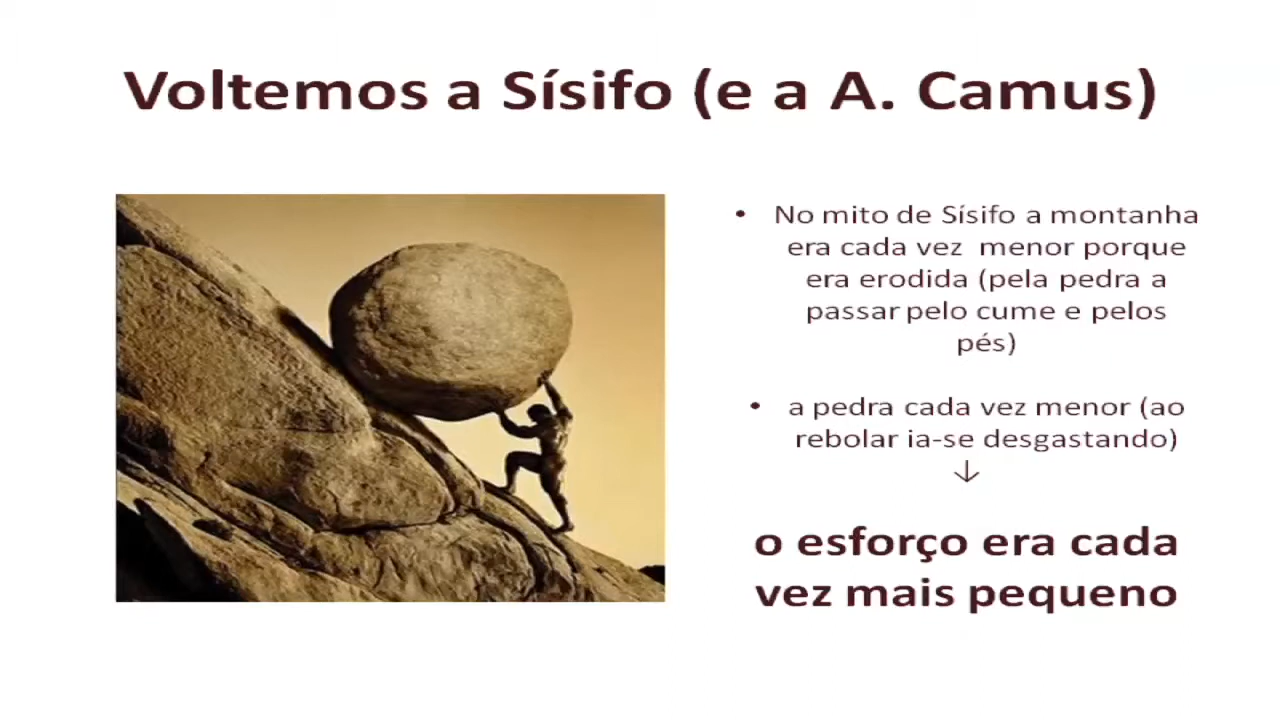 Voltemos a Sísifo (e a A. Camus)
• No mito de Sísifo a montanha
era cada vez menor porque
era erodida (pela pedra a
passar pelo cume e pelos
pés)
• a pedra cada vez menor (ao
rebolar ia-se desgastando)
↓
o esforço era cada
vez mais pequeno